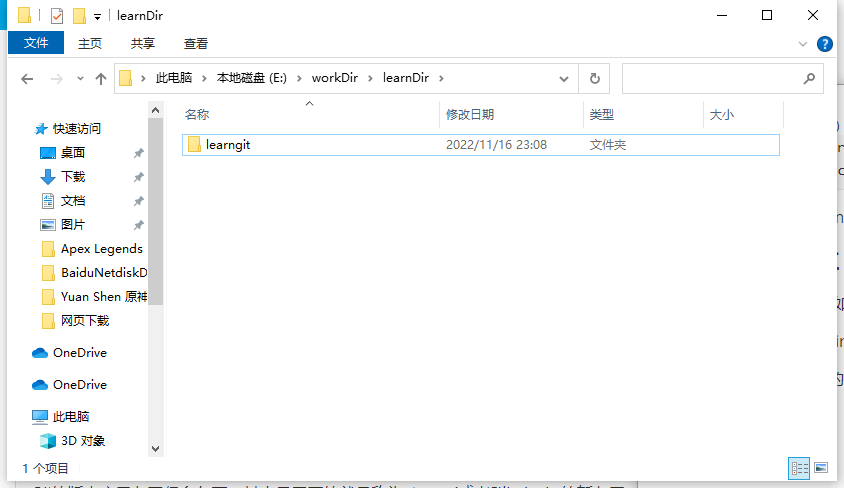 learnDir
文件 主页 共享 查看
此电脑 本地磁盘 (E:) workDir learnDir
名称 修改日期 类型 大小
learngit 2022/11/16 23:08 文件夹
快速访问
桌面
下载
文档
图片
Apex Legends
BaiduNetdiskD
Yuan Shen 原神
网页下载
OneDrive
OneDrive
此电脑
3D 对象
1 个项目